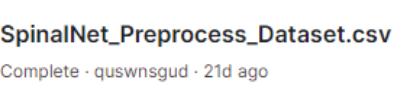 SpinalNet_Preprocess_Dataset.csv
Complete · quswnsgud · 21d ago